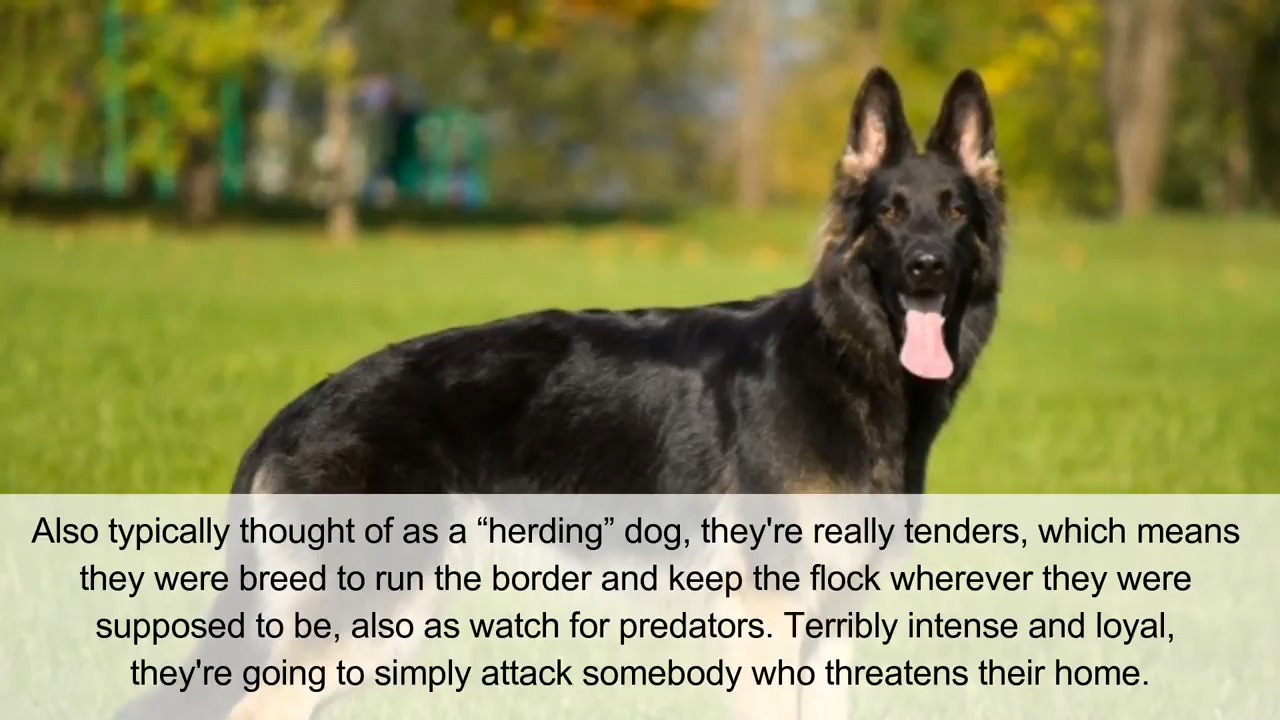 Also typically thought of as a “herding” dog, they're really tenders, which means
they were breed to run the border and keep the flock wherever they were
supposed to be, also as watch for predators. Terribly intense and loyal,
they're going to simply attack somebody who threatens their home.